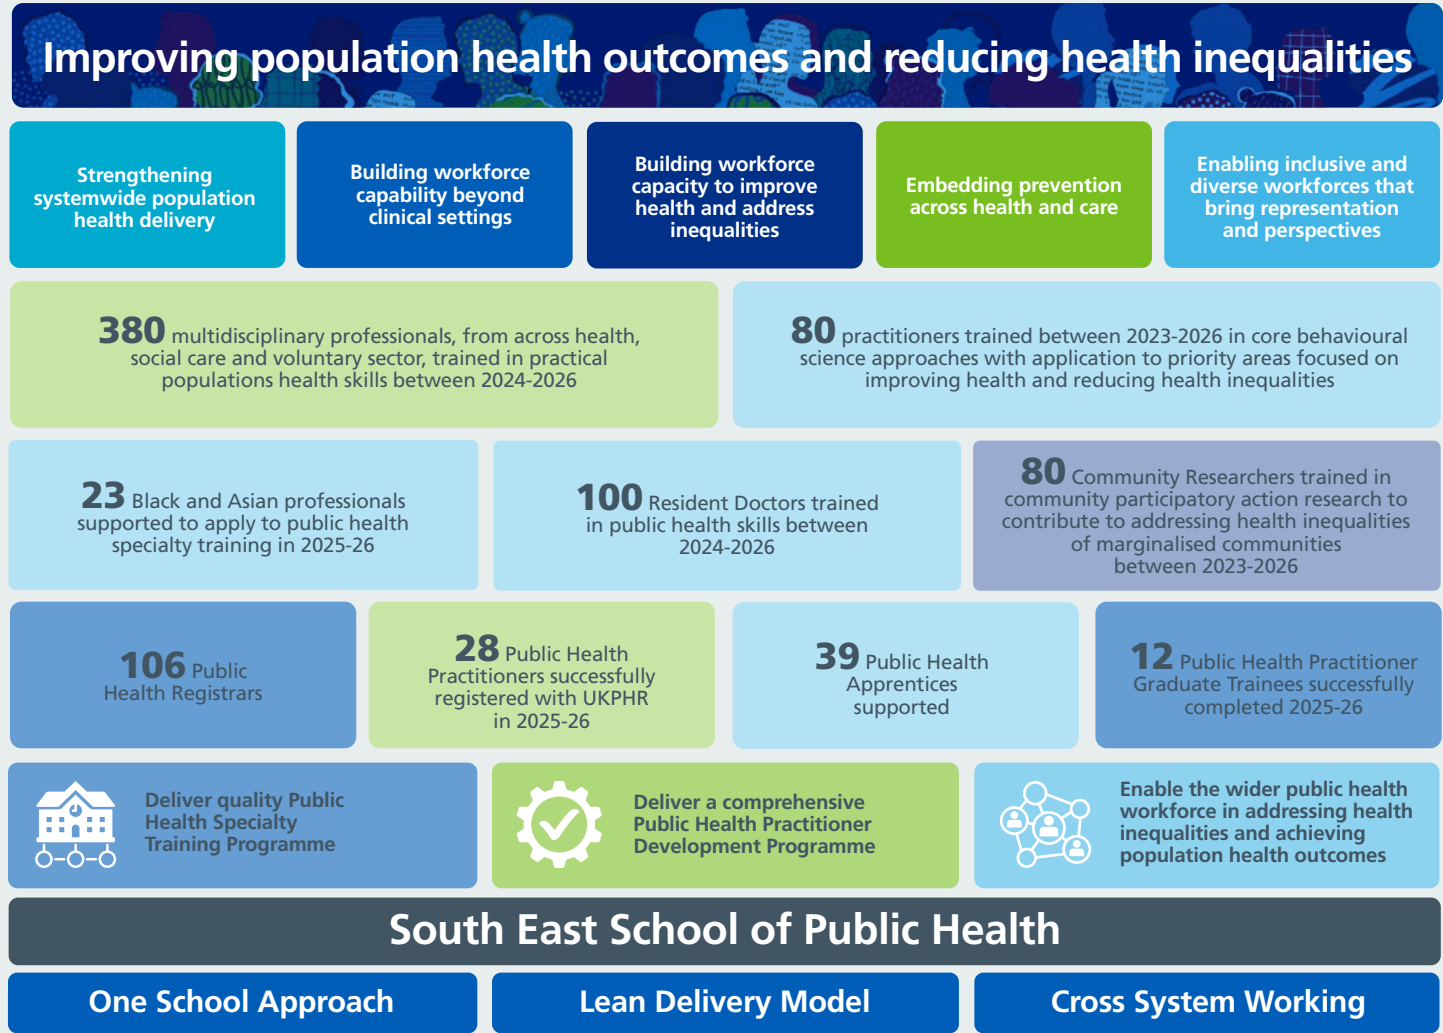 Improving population health outcomes and reducing health inequalities
Strengthening
systemwide population
health delivery
Building workforce
capability beyond
clinical settings
Building workforce
capacity to improve
health and address
inequalities
Embedding prevention
across health and care
Enabling inclusive and
diverse workforces that
bring representation
and perspectives
380 multidisciplinary professionals, from across health,
social care and voluntary sector, trained in practical
populations health skills between 2024-2026
80 practitioners trained between 2023-2026 in core behavioural
science approaches with application to priority areas focused on
improving health and reducing health inequalities
23 Black and Asian professionals
supported to apply to public health
specialty training in 2025-26
100 Resident Doctors trained
in public health skills between
2024-2026
80 Community Researchers trained in
community participatory action research to
contribute to addressing health inequalities
of marginalised communities
between 2023-2026
106 Public
Health Registrars
28 Public Health
Practitioners successfully
registered with UKPHR
in 2025-26
39 Public Health
Apprentices
supported
12 Public Health Practitioner
Graduate Trainees successfully
completed 2025-26
Deliver quality Public
Health Specialty
Training Programme
Deliver a comprehensive
Public Health Practitioner
Development Programme
Enable the wider public health
workforce in addressing health
inequalities and achieving
population health outcomes
South East School of Public Health
One School Approach
Lean Delivery Model
Cross System Working